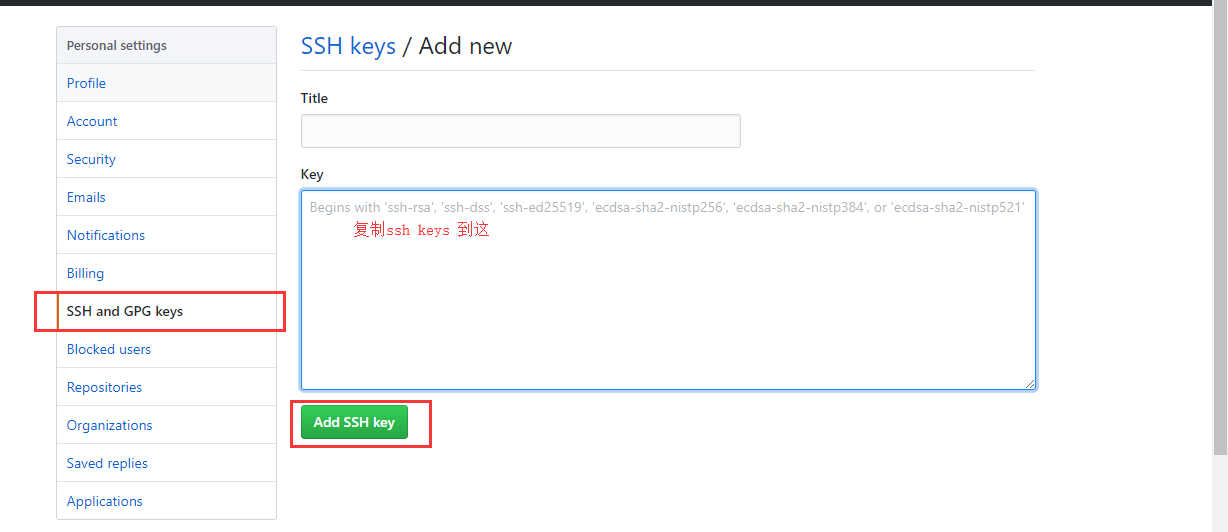 Personal settings
Profile
Account
Security
Emails
Notifications
Billing
SSH and GPG keys
Blocked users
Repositories
Organizations
Saved replies
Applications
SSH keys / Add new
Title
Key
Begins with 'ssh-rsa', 'ssh-dss', 'ssh-ed25519', 'ecdsa-sha2-nistp256', 'ecdsa-sha2-nistp384', or 'ecdsa-sha2-nistp521'
复制ssh keys 到这
Add SSH key